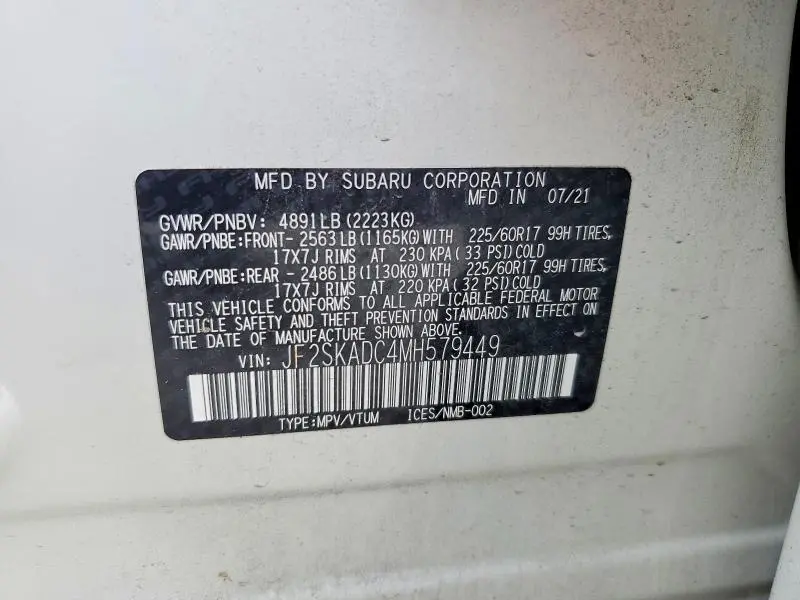 MFD BY SUBARU CORPORATION
MFD IN 07/21
GVWR/PNBV: 4891LB(2223KG)
GAWR/PNBE:FRONT- 2563LB(1165KG)WITH 225/60R17 99H TIRES,
17X7J RIMS AT 230 KPA( 33 PSI)COLD
GAWR/PNBE:REAR - 2486LB(1130KG)WITH 225/60R17 99H TIRES,
17X7J RIMS AT 220 KPA( 32 PSI)COLD
THIS VEHICLE CONFORMS TO ALL APPLICABLE FEDERAL MOTOR
VEHICLE SAFETY AND THEFT PREVENTION STANDARDS IN EFFECT ON
THE DATE OF MANUFACTURE SHOWN ABOVE.
VIN: JF2SKADC4MH579449
TYPE:MPV/VTUM ICES/NMB-002